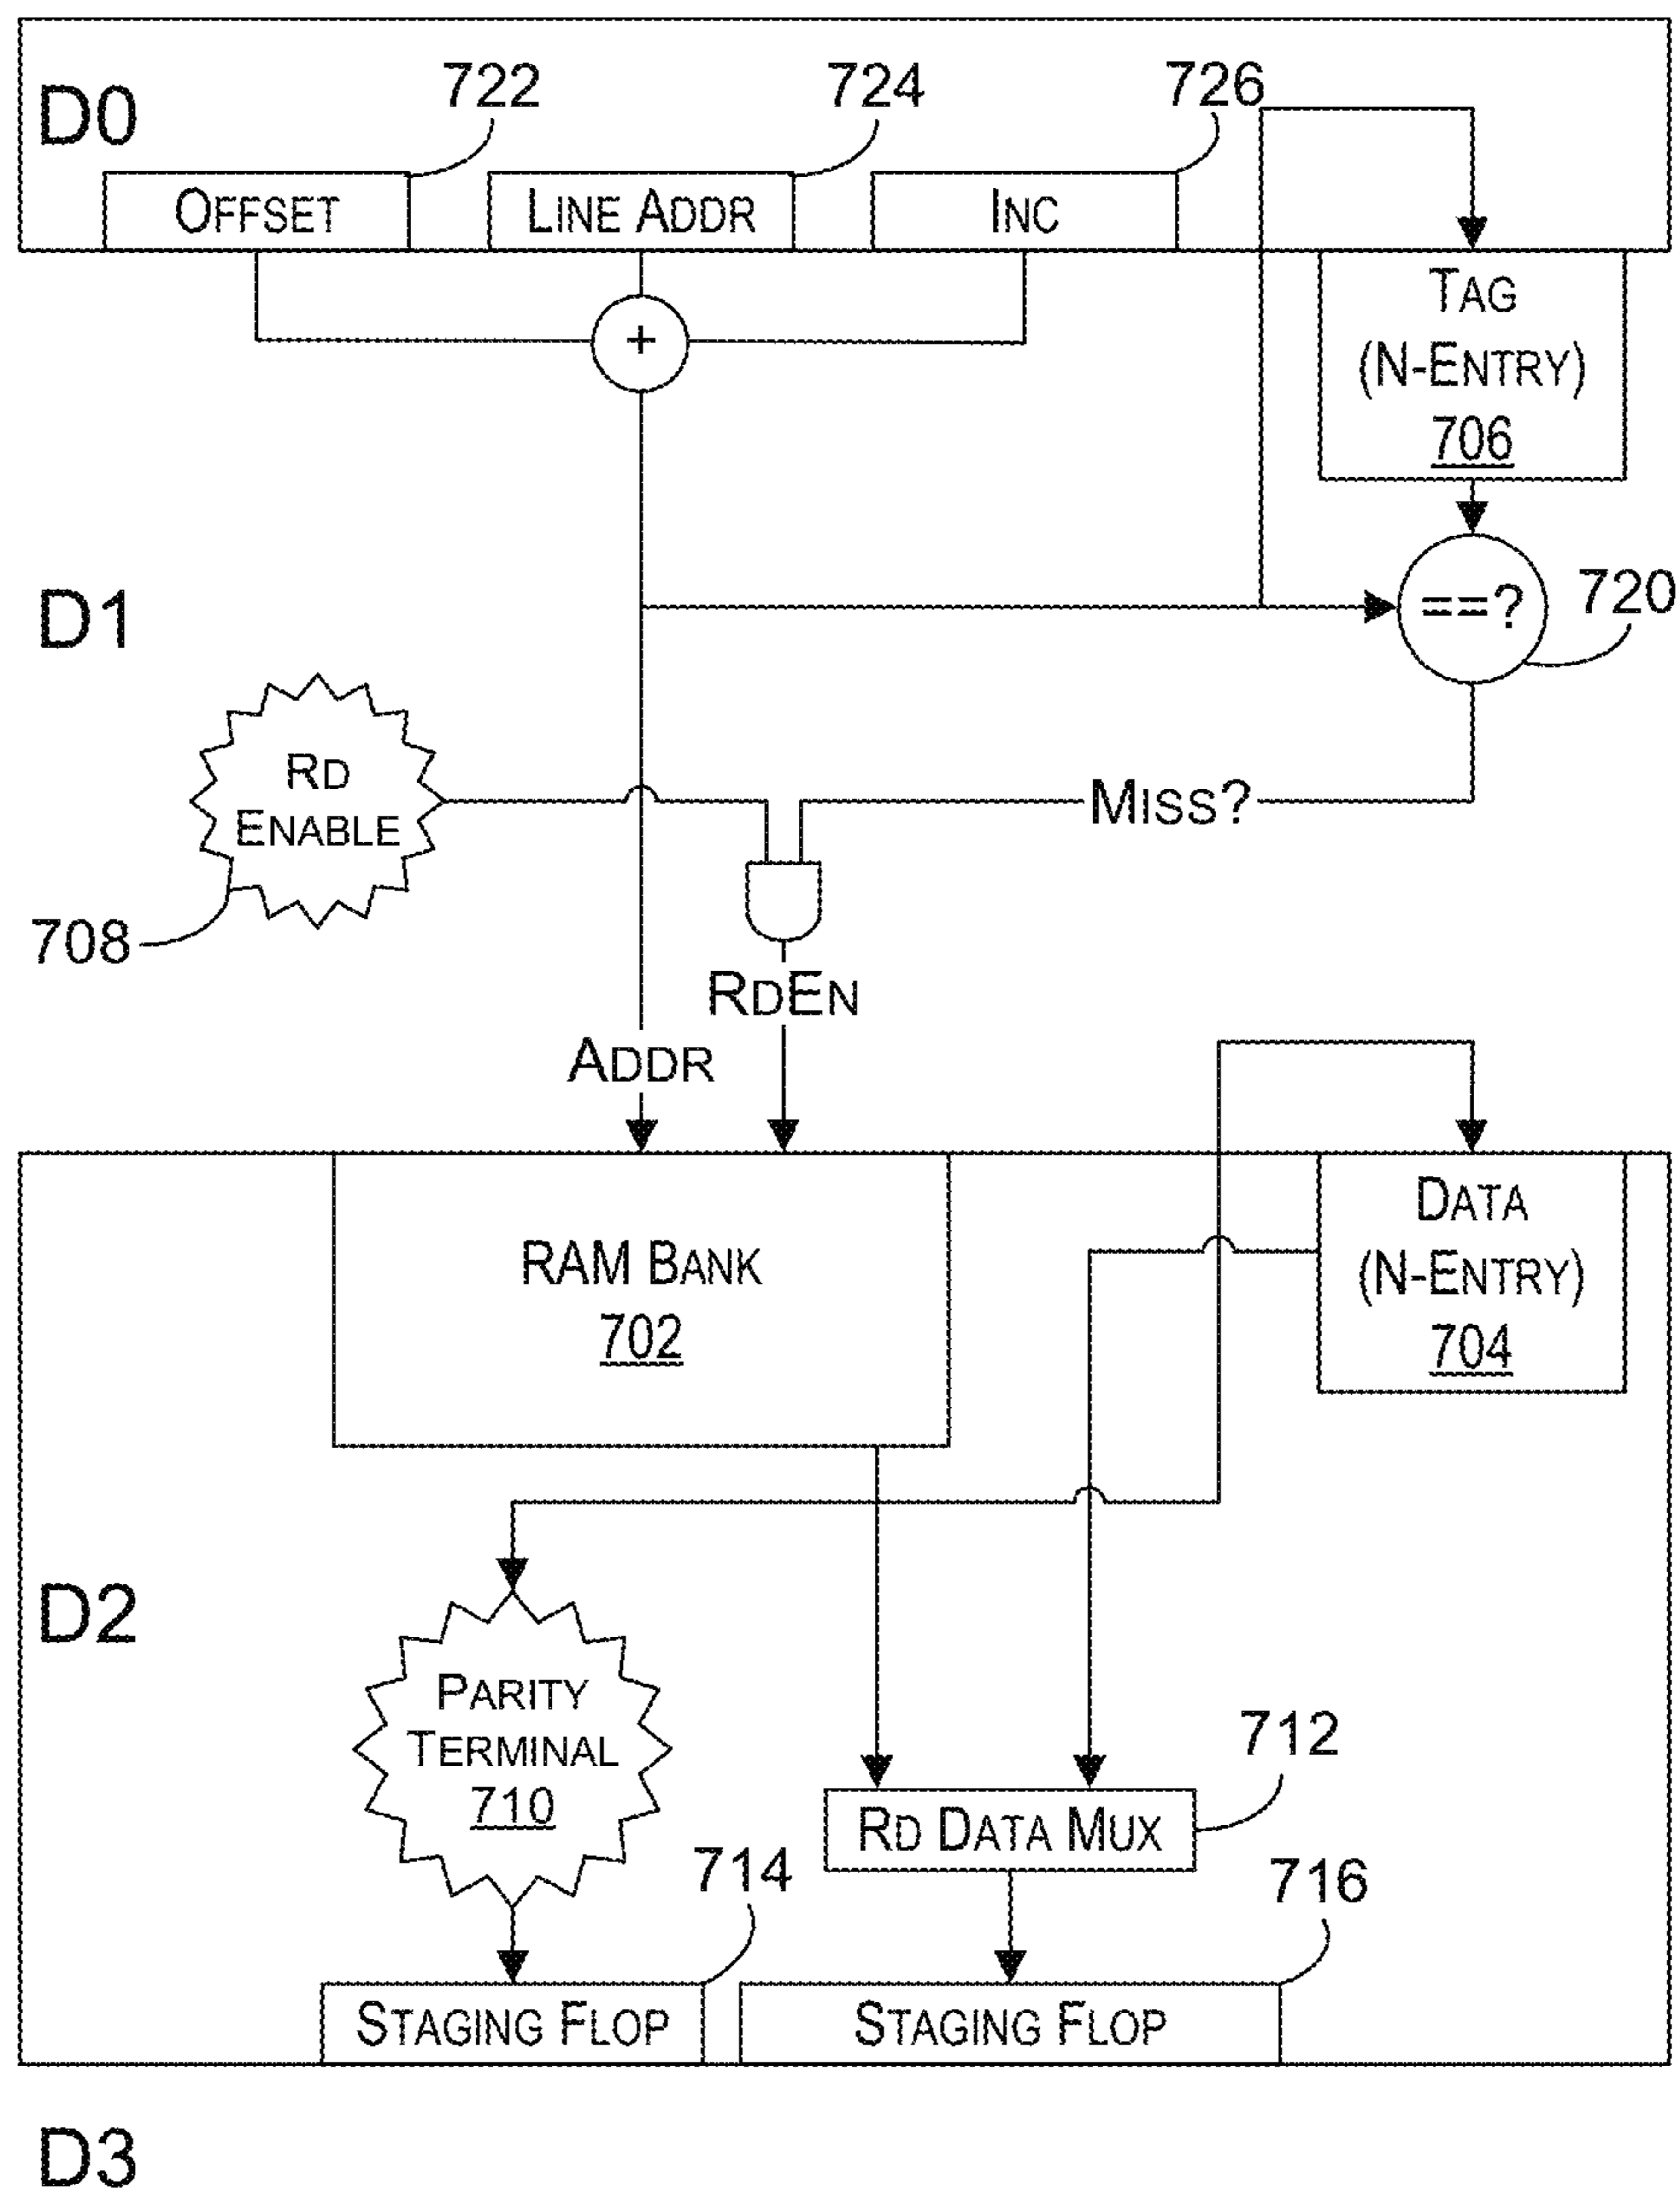 D0
722
724
726
OFFSET
LINE ADDR
INC
TAG
(N-ENTRY)
706
+
D1
==?
720
RD
ENABLE
MISS?
708
RDEN
ADDR
RAM BANK
702
DATA
(N-ENTRY)
704
D2
PARITY
TERMINAL
710
712
RD DATA MUX
714
716
STAGING FLOP
STAGING FLOP
D3